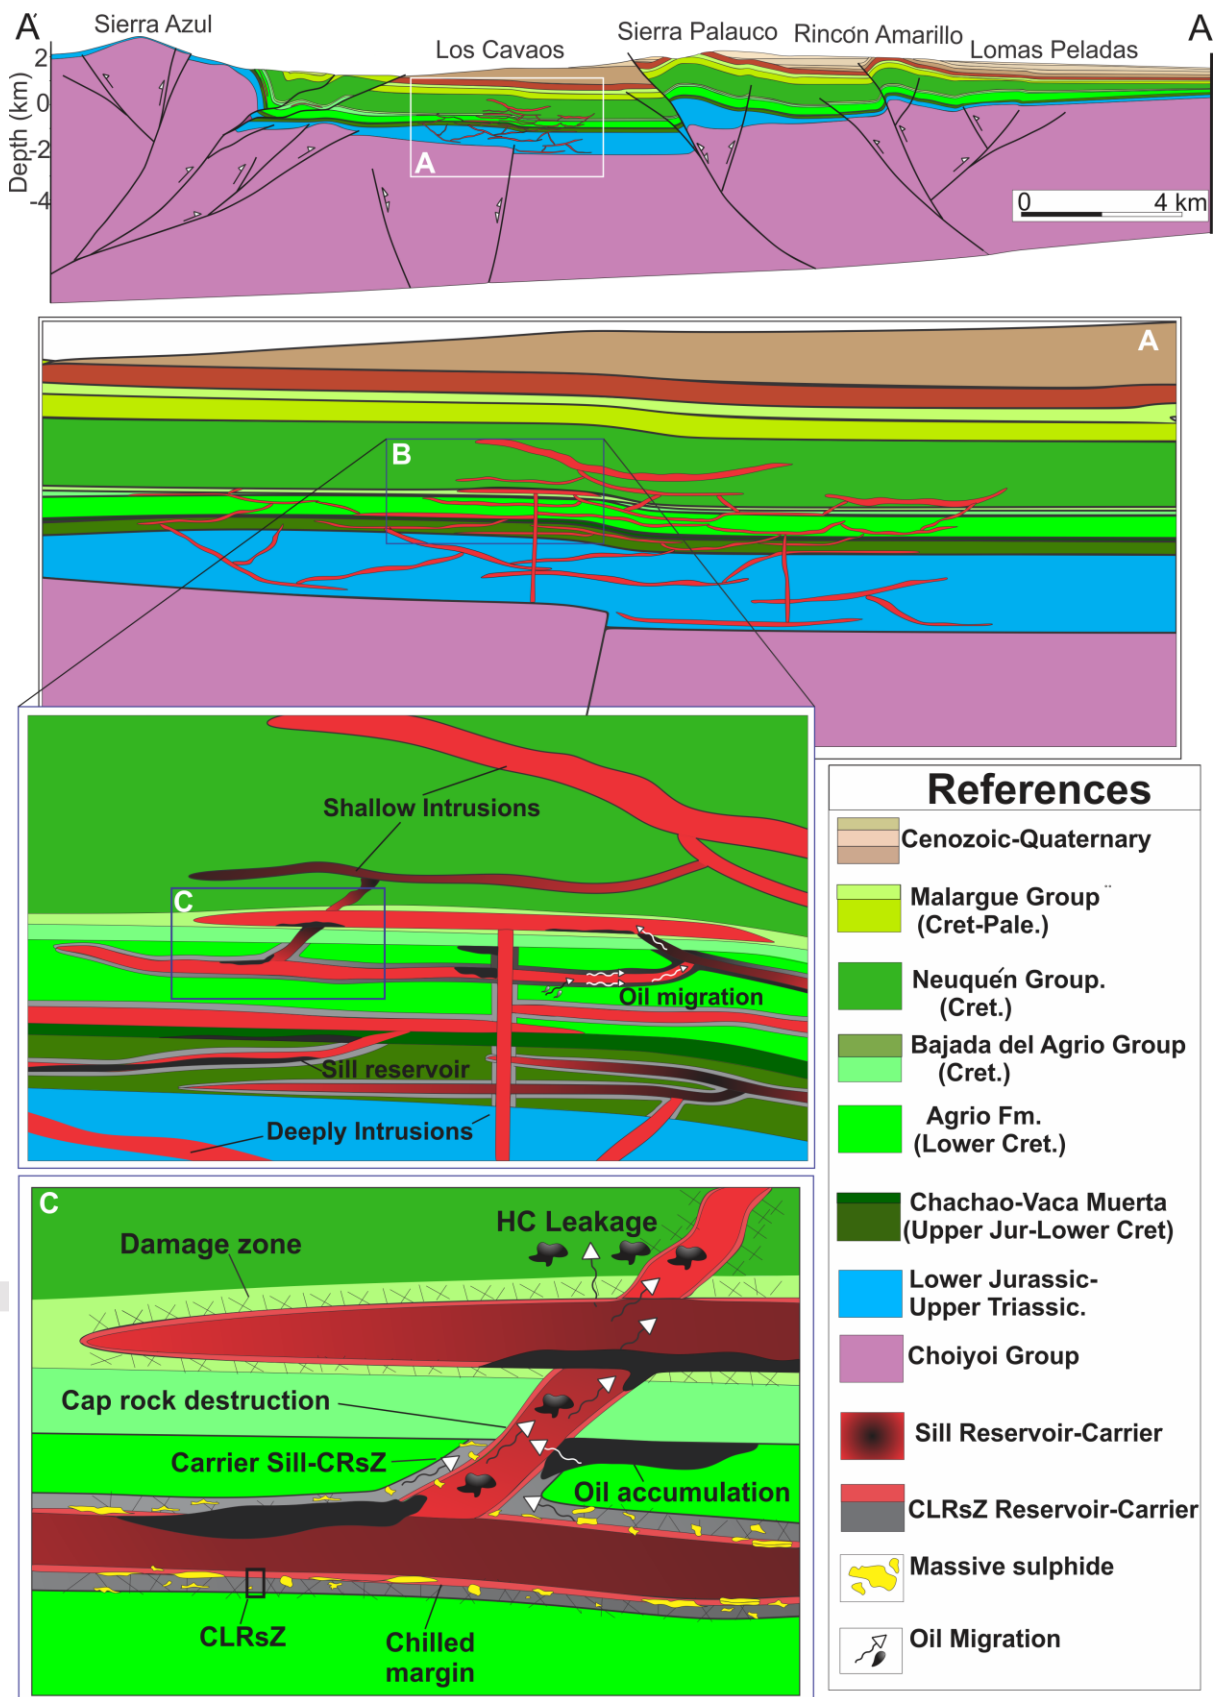 A'
Sierra Azul
Los Cavaos
Sierra Palauco
Rincón Amarillo
Lomas Peladas
A
Depth (km)
2
0
-2
-4
A
0 4 km
A
B
Shallow Intrusions
C
Oil migration
Sill reservoir
Deeply Intrusions
References
Cenozoic-Quaternary
Malargue Group ¨
(Cret-Pale.)
Neuquén Group.
(Cret.)
Bajada del Agrio Group
(Cret.)
Agrio Fm.
(Lower Cret.)
Chachao-Vaca Muerta
(Upper Jur-Lower Cret)
Lower Jurassic-
Upper Triassic.
Choiyoi Group
Sill Reservoir-Carrier
CLRsZ Reservoir-Carrier
Massive sulphide
Oil Migration
C
HC Leakage
Damage zone
Cap rock destruction
Carrier Sill-CRsZ
Oil accumulation
CLRsZ
Chilled
margin